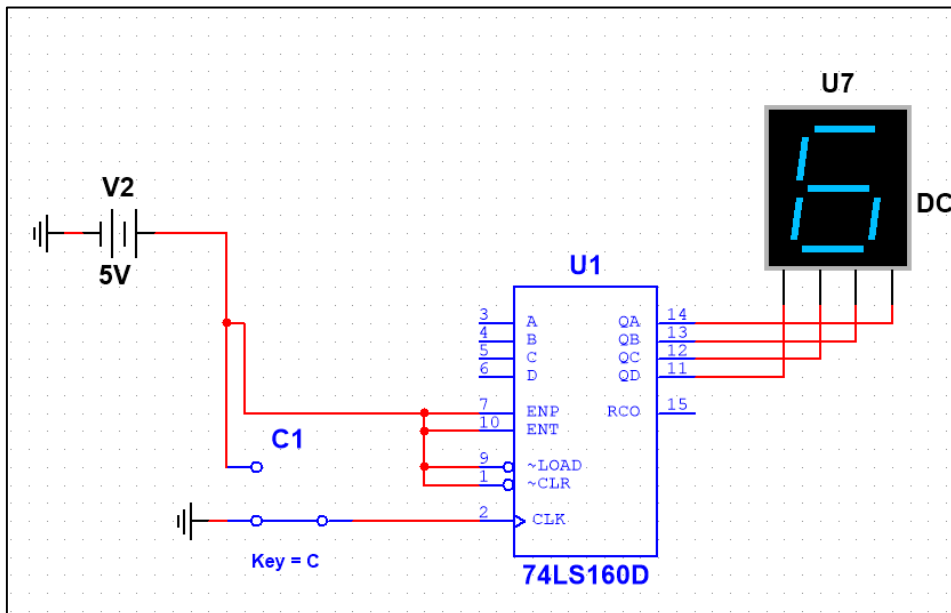 U7
6
DC
V2
5V
U1
3 A QA 14
4 B QB 13
5 C QC 12
6 D QD 11
7 ENP RCO 15
10 ENT
C1
9 ~LOAD
1 ~CLR
2 CLK
Key = C
74LS160D